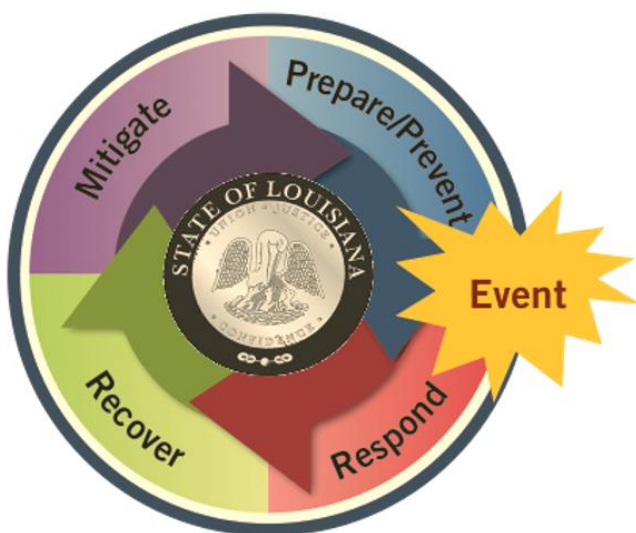 Mitigate
Prepare/Prevent
STATE OF LOUISIANA
UNION · JUSTICE
CONFIDENCE
Event
Recover
Respond